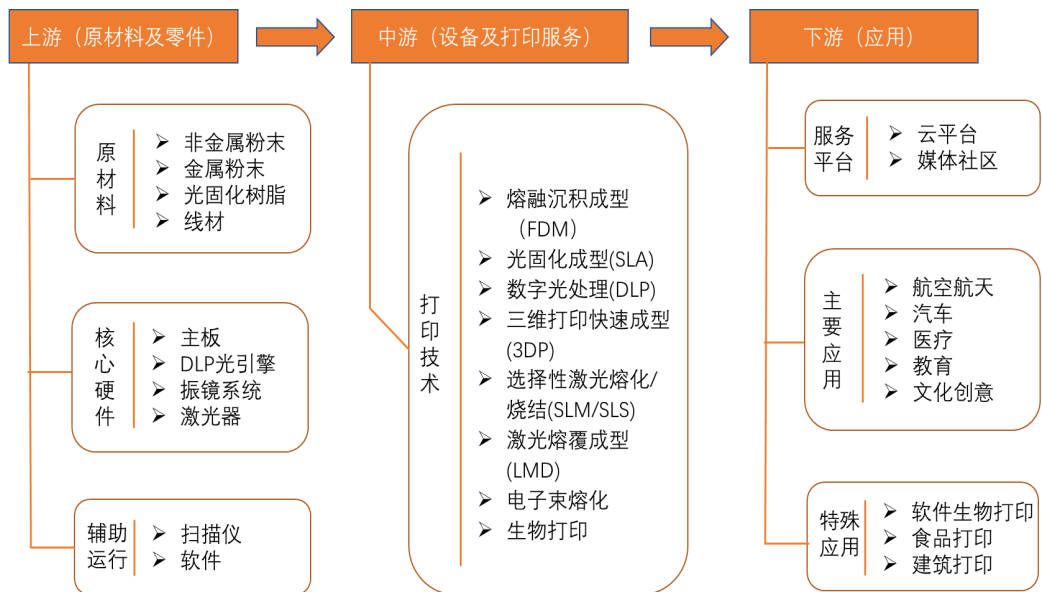 上游（原材料及零件）
中游（设备及打印服务）
下游（应用）
原
材
料
非金属粉末
金属粉末
光固化树脂
线材
核
心
硬
件
主板
DLP光引擎
振镜系统
激光器
辅助
运行
扫描仪
软件
打
印
技
术
熔融沉积成型
（FDM）
光固化成型(SLA)
数字光处理(DLP)
三维打印快速成型
(3DP)
选择性激光熔化/
烧结(SLM/SLS)
激光熔覆成型
(LMD)
电子束熔化
生物打印
服务
平台
云平台
媒体社区
主
要
应
用
航空航天
汽车
医疗
教育
文化创意
特殊
应用
软件生物打印
食品打印
建筑打印